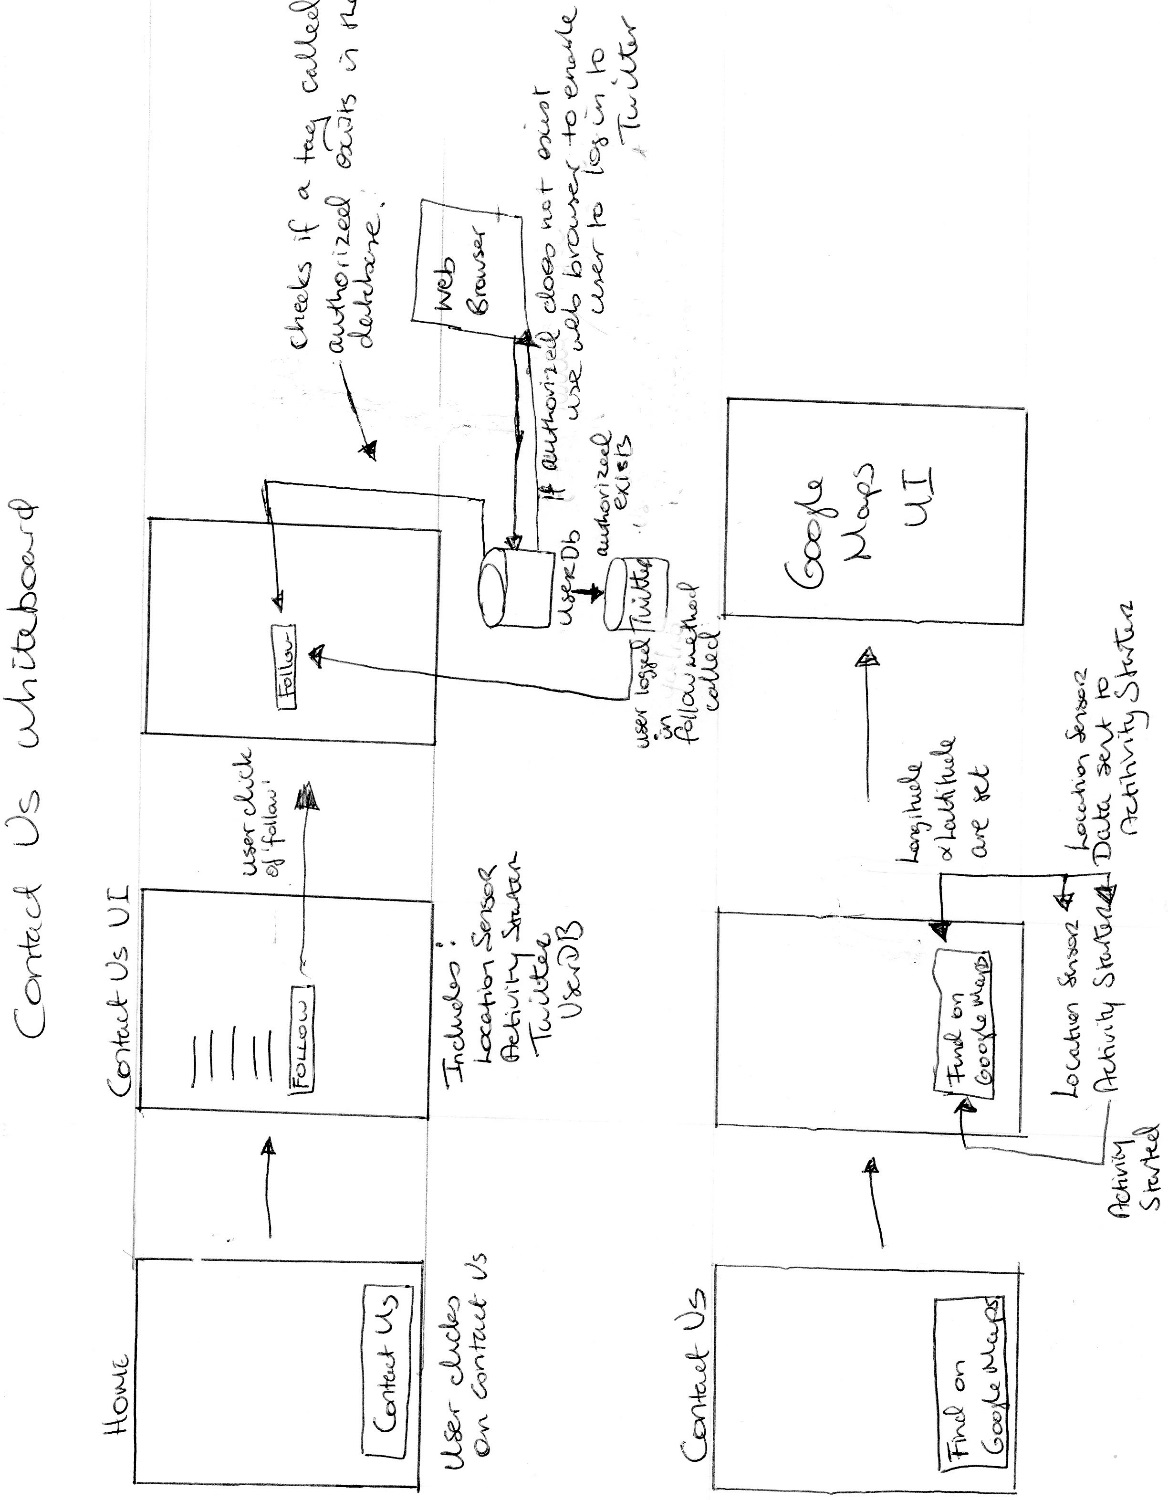 Contact Us whiteboard
HOME
Contact Us
User clicks
on Contact Us
Contact Us UI
FOLLOW
Includes:
Location Sensor
Activity Starter
Twitter
UserDB
user click
of 'follow'
Follow
checks if a tag called
authorized exists in the
database.
Web
Browser
If authorized does not exist
use web browser to enable
user to log in to
Twitter
UserDb
authorized
exists
Twitter
user logged
in
follow method
called
Contact Us
Find on
Google Maps
Find on
Google Maps
Activity
Started
Location Sensor
Activity Starter
Location Sensor
Data sent to
Activity Starter
Longitude
& Lattitude
are set
Google
Maps
UI